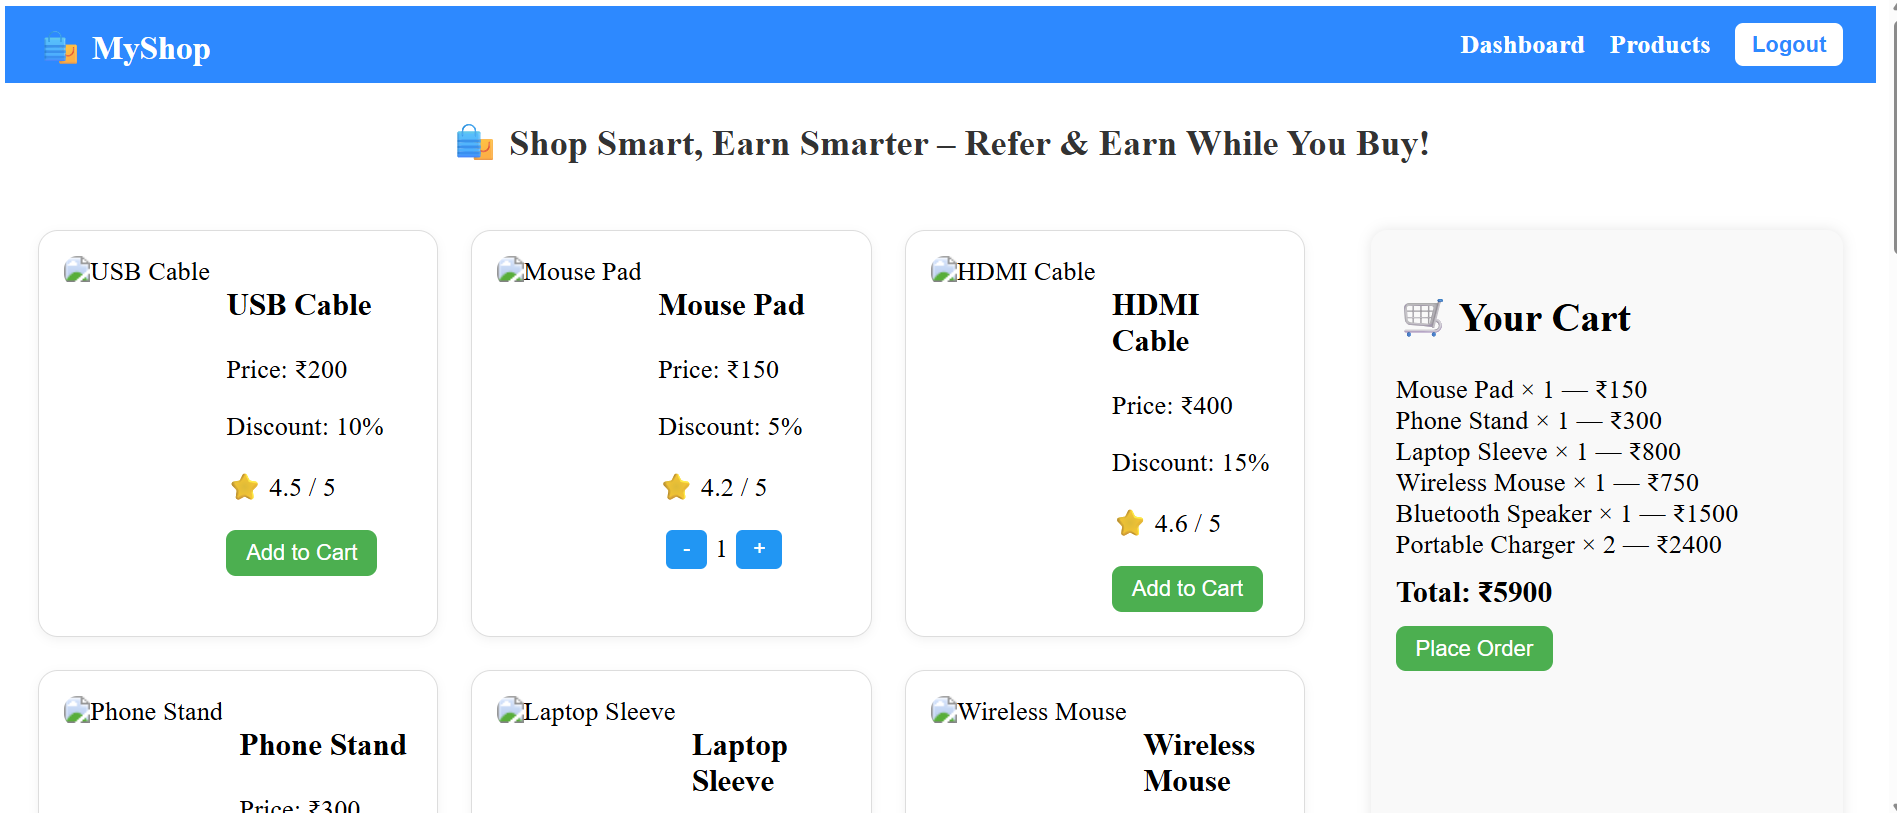 MyShop
Dashboard Products Logout
Shop Smart, Earn Smarter – Refer & Earn While You Buy!
USB Cable
USB Cable
Price: ₹200
Discount: 10%
4.5 / 5
Add to Cart
Mouse Pad
Mouse Pad
Price: ₹150
Discount: 5%
4.2 / 5
- 1 +
HDMI Cable
HDMI
Cable
Price: ₹400
Discount: 15%
4.6 / 5
Add to Cart
Phone Stand
Phone Stand
Price: ₹300
Laptop Sleeve
Laptop
Sleeve
Wireless Mouse
Wireless
Mouse
Your Cart
Mouse Pad × 1 — ₹150
Phone Stand × 1 — ₹300
Laptop Sleeve × 1 — ₹800
Wireless Mouse × 1 — ₹750
Bluetooth Speaker × 1 — ₹1500
Portable Charger × 2 — ₹2400
Total: ₹5900
Place Order